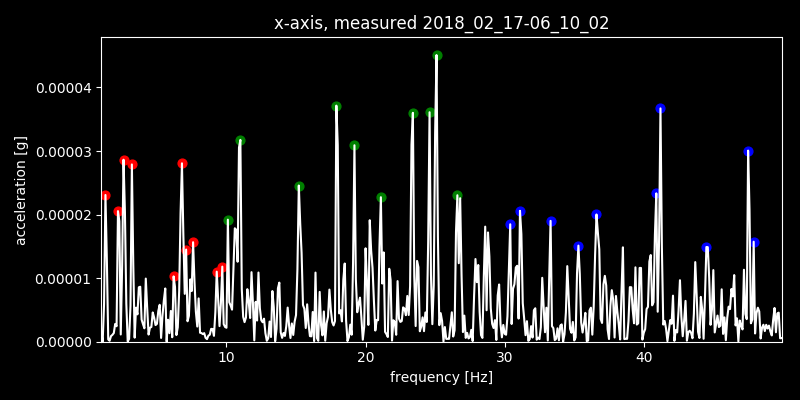 x-axis, measured 2018_02_17-06_10_02
acceleration [g]
0.00004
0.00003
0.00002
0.00001
0.00000
10 20 30 40
frequency [Hz]